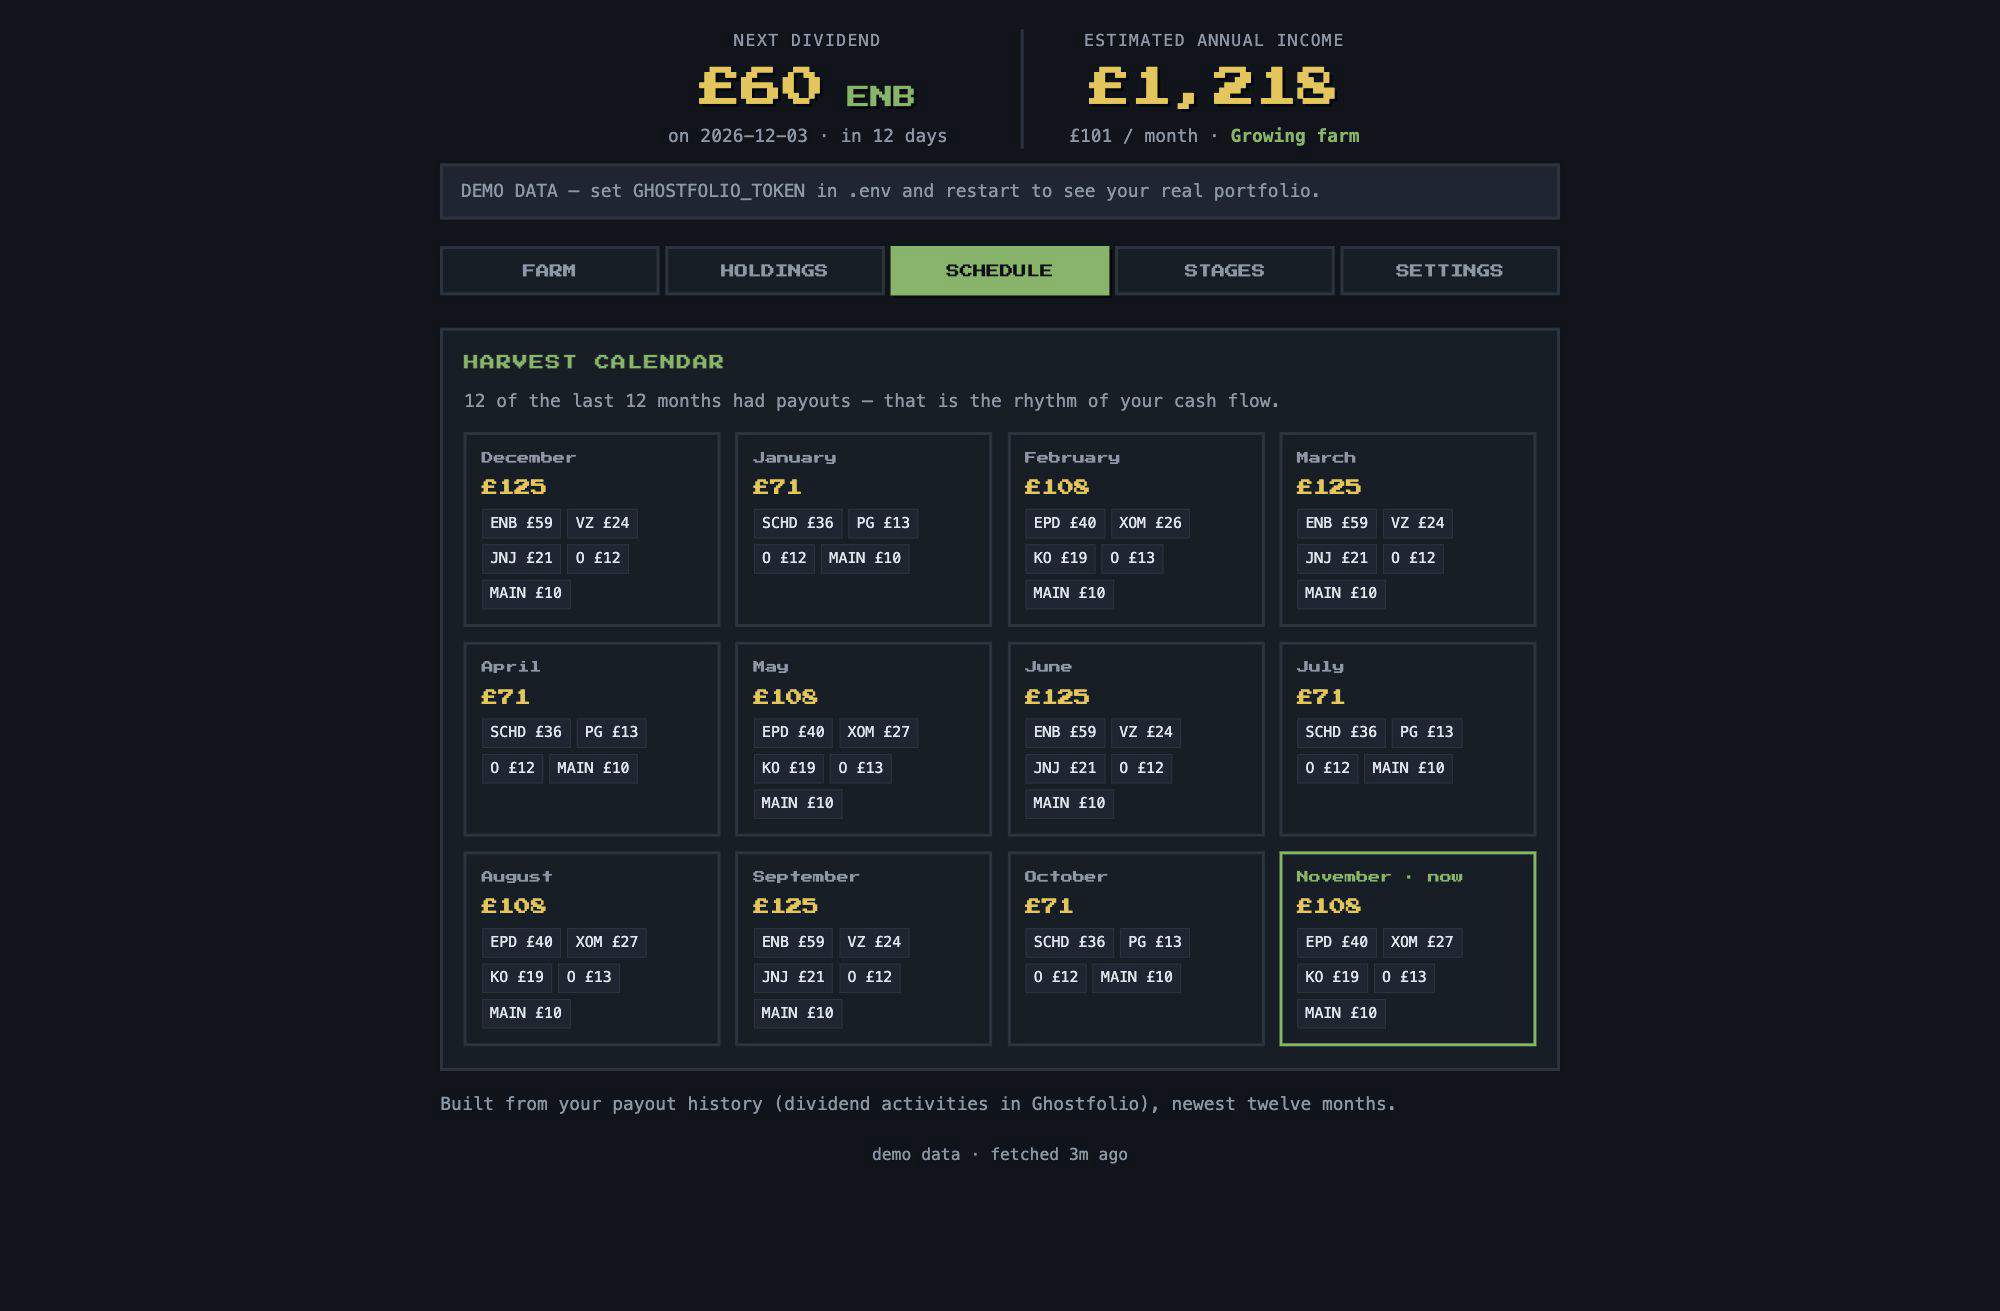 NEXT DIVIDEND
£60 ENB
on 2026-12-03 · in 12 days
ESTIMATED ANNUAL INCOME
£1,218
£101 / month · Growing farm
DEMO DATA — set GHOSTFOLIO_TOKEN in .env and restart to see your real portfolio.
FARM HOLDINGS SCHEDULE STAGES SETTINGS
HARVEST CALENDAR
12 of the last 12 months had payouts — that is the rhythm of your cash flow.
December
£125
ENB £59 VZ £24
JNJ £21 O £12
MAIN £10
January
£71
SCHD £36 PG £13
O £12 MAIN £10
February
£108
EPD £40 XOM £26
KO £19 O £13
MAIN £10
March
£125
ENB £59 VZ £24
JNJ £21 O £12
MAIN £10
April
£71
SCHD £36 PG £13
O £12 MAIN £10
May
£108
EPD £40 XOM £27
KO £19 O £13
MAIN £10
June
£125
ENB £59 VZ £24
JNJ £21 O £12
MAIN £10
July
£71
SCHD £36 PG £13
O £12 MAIN £10
August
£108
EPD £40 XOM £27
KO £19 O £13
MAIN £10
September
£125
ENB £59 VZ £24
JNJ £21 O £12
MAIN £10
October
£71
SCHD £36 PG £13
O £12 MAIN £10
November · now
£108
EPD £40 XOM £27
KO £19 O £13
MAIN £10
Built from your payout history (dividend activities in Ghostfolio), newest twelve months.
demo data · fetched 3m ago